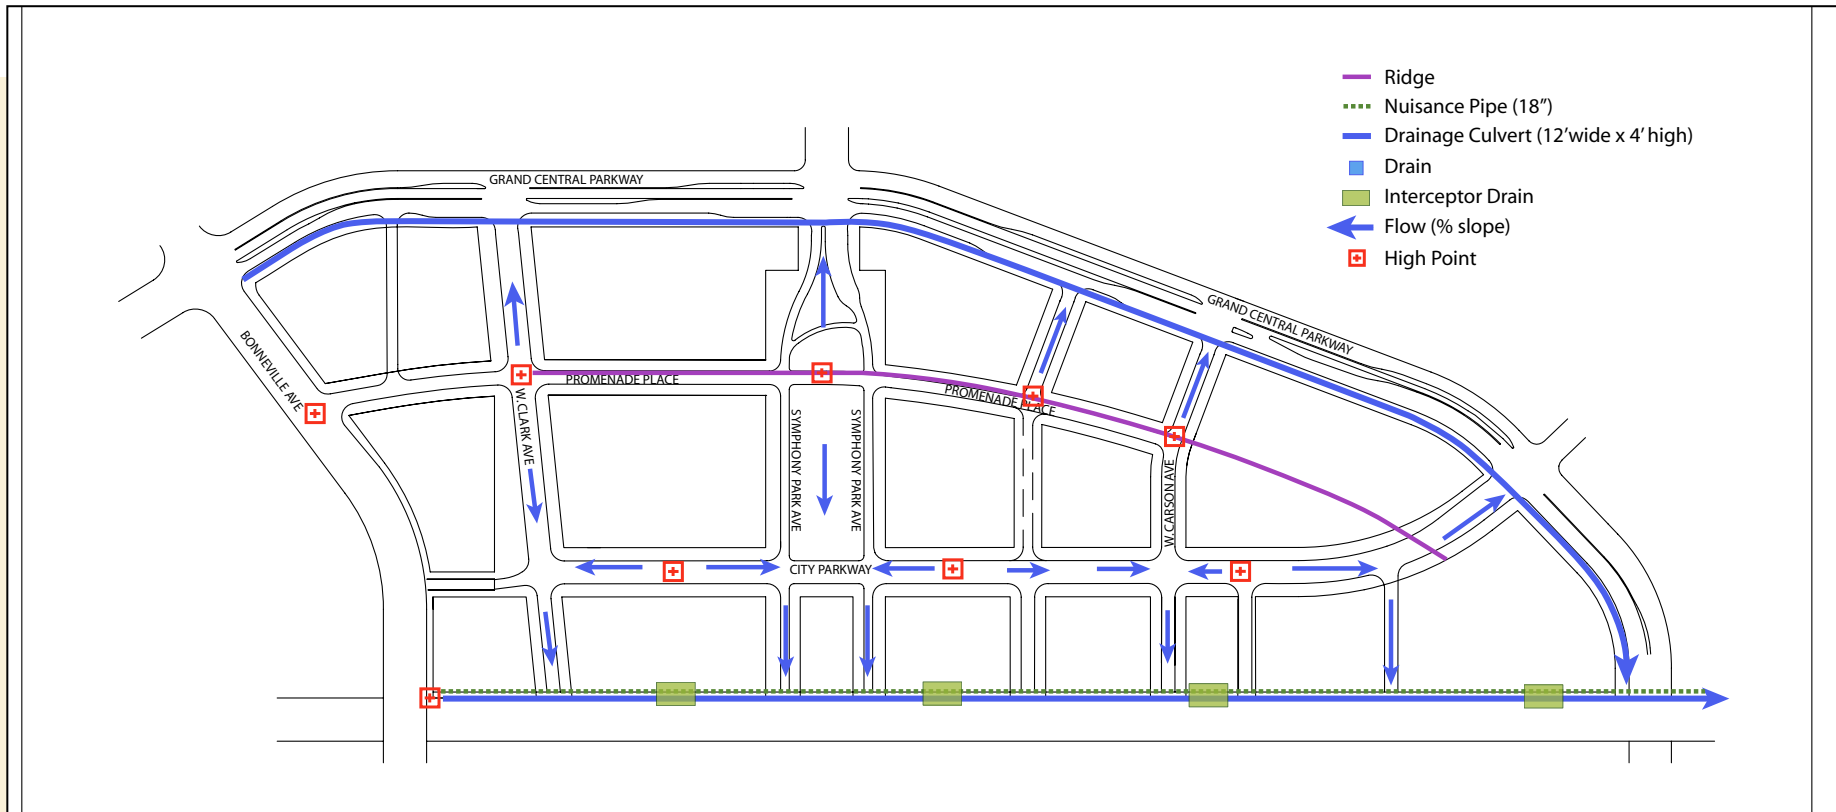 Ridge
Nuisance Pipe (18”)
Drainage Culvert (12’wide x 4’ high)
Drain
Interceptor Drain
Flow (% slope)
High Point
GRAND CENTRAL PARKWAY
GRAND CENTRAL PARKWAY
BONNEVILLE AVE
PROMENADE PLACE
PROMENADE PLACE
W.CLARK AVE
SYMPHONY PARK AVE
SYMPHONY PARK AVE
W.CARSON AVE
CITY PARKWAY